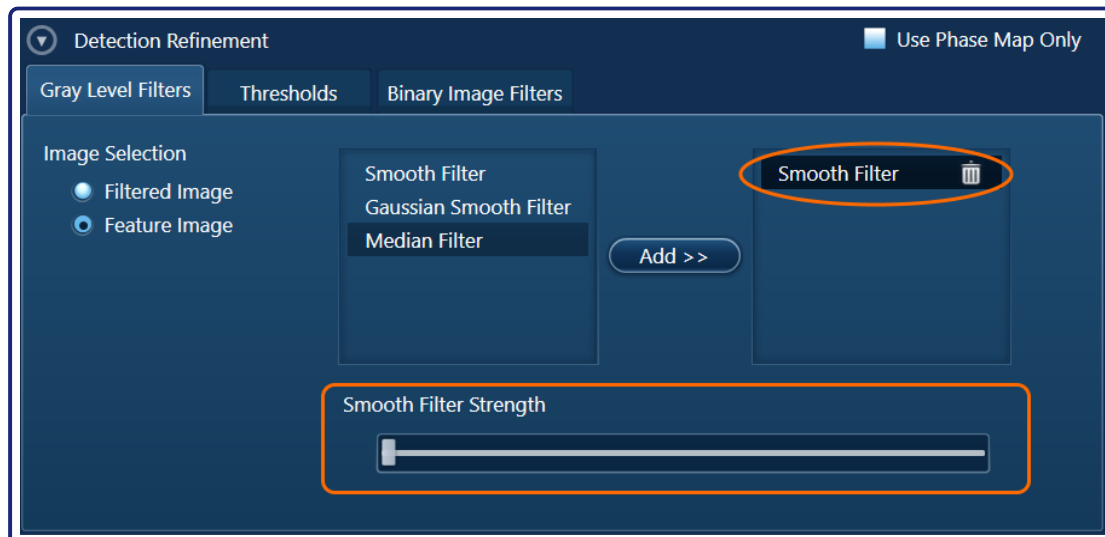 Detection Refinement
Use Phase Map Only
Gray Level Filters
Thresholds
Binary Image Filters
Image Selection
Filtered Image
Feature Image
Smooth Filter
Gaussian Smooth Filter
Median Filter
Add >>
Smooth Filter
Smooth Filter Strength